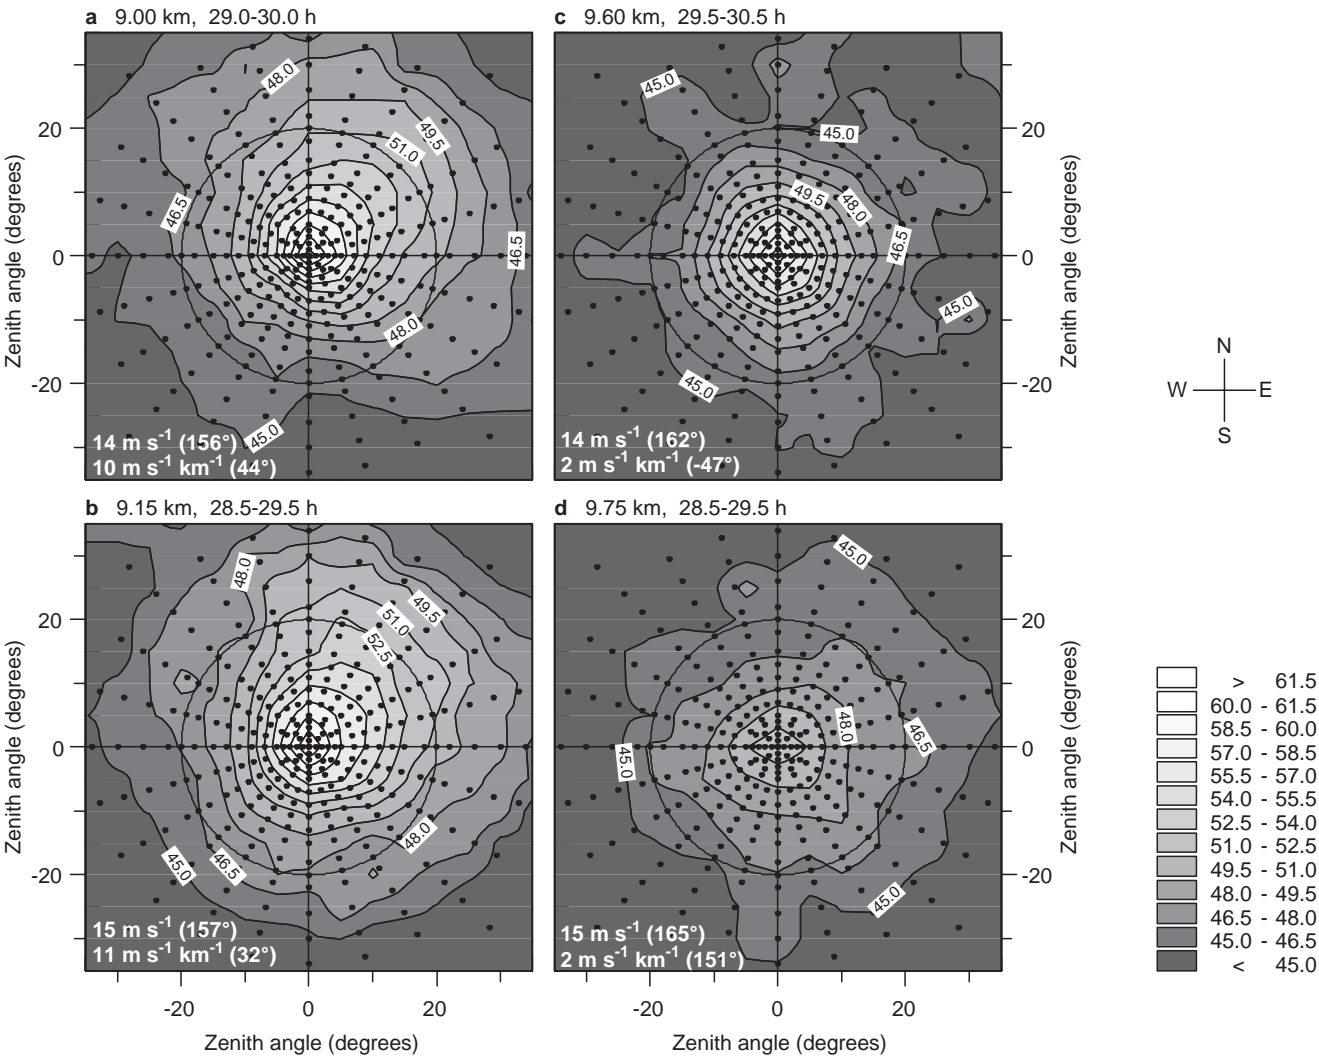 a 9.00 km, 29.0-30.0 h
c 9.60 km, 29.5-30.5 h
Zenith angle (degrees)
20
0
-20
48.0
49.5
51.0
46.5
46.5
48.0
45.0
14 m s⁻¹ (156°)
10 m s⁻¹ km⁻¹ (44°)
45.0
45.0
49.5
48.0
46.5
45.0
45.0
14 m s⁻¹ (162°)
2 m s⁻¹ km⁻¹ (-47°)
20
0
-20
Zenith angle (degrees)
N
W E
S
b 9.15 km, 28.5-29.5 h
d 9.75 km, 28.5-29.5 h
Zenith angle (degrees)
20
0
-20
48.0
49.5
51.0
52.5
48.0
45.0
46.5
15 m s⁻¹ (157°)
11 m s⁻¹ km⁻¹ (32°)
-20 0 20
Zenith angle (degrees)
45.0
48.0
46.5
45.0
45.0
15 m s⁻¹ (165°)
2 m s⁻¹ km⁻¹ (151°)
20
0
-20
Zenith angle (degrees)
-20 0 20
Zenith angle (degrees)
> 61.5
60.0 - 61.5
58.5 - 60.0
57.0 - 58.5
55.5 - 57.0
54.0 - 55.5
52.5 - 54.0
51.0 - 52.5
49.5 - 51.0
48.0 - 49.5
46.5 - 48.0
45.0 - 46.5
< 45.0